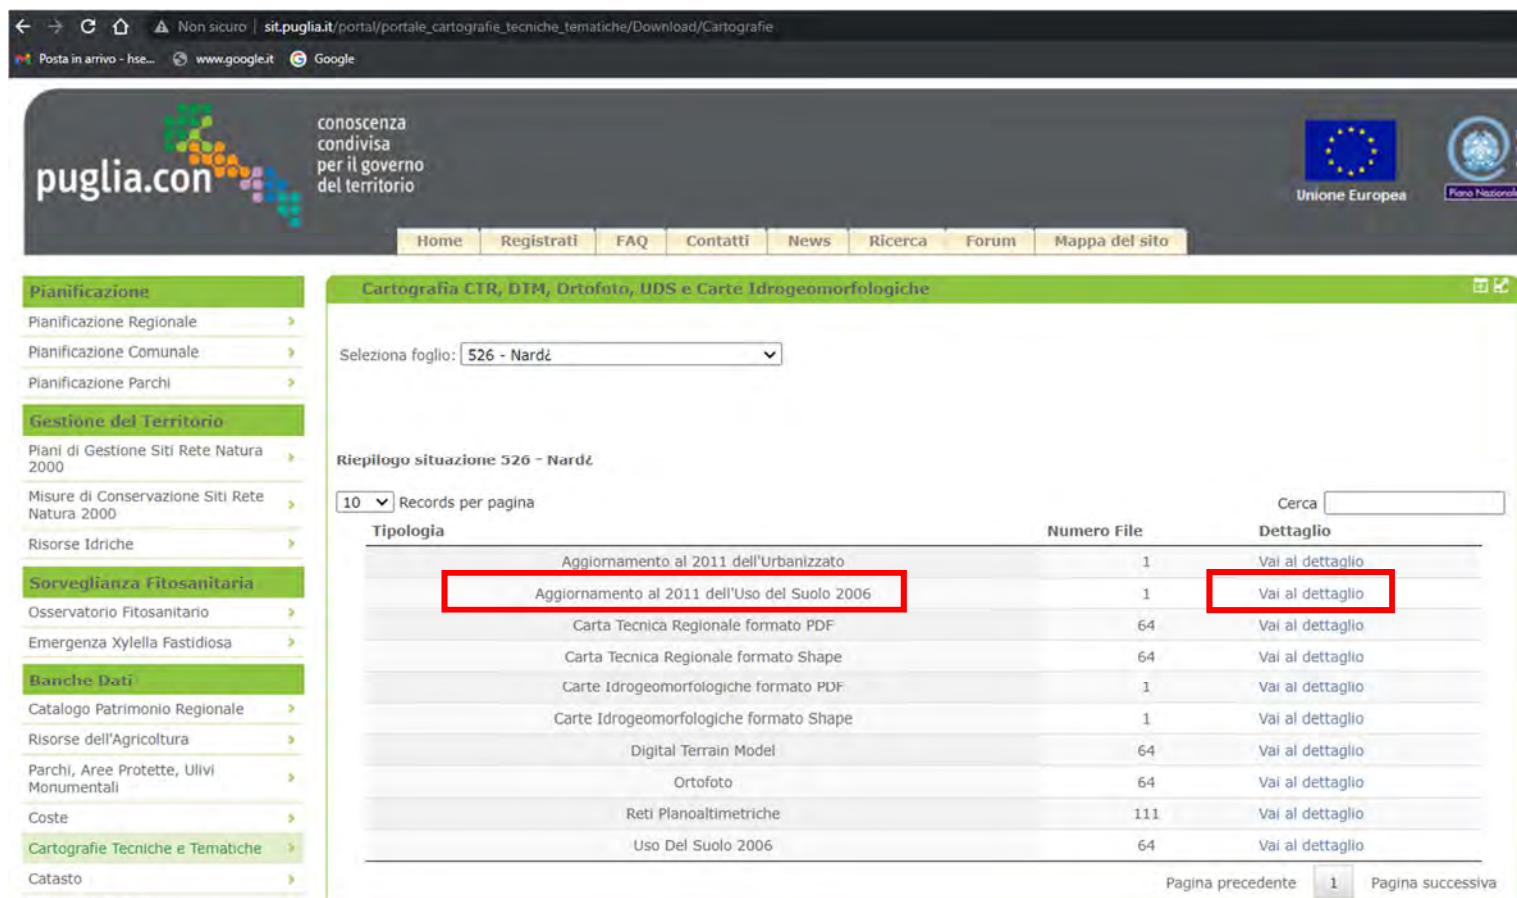 Non sicuro | sit.puglia.it/portal/portale_cartografie_tecniche_tematiche/Download/Cartografie
Posta in arrivo - hse... www.google.it Google
puglia.con
conoscenza
condivisa
per il governo
del territorio
Unione Europea
Piano Nazionale
Home Registrati FAQ Contatti News Ricerca Forum Mappa del sito
Pianificazione
Pianificazione Regionale
Pianificazione Comunale
Pianificazione Parchi
Gestione del Territorio
Piani di Gestione Siti Rete Natura
2000
Misure di Conservazione Siti Rete
Natura 2000
Risorse Idriche
Sorveglianza Fitosanitaria
Osservatorio Fitosanitario
Emergenza Xylella Fastidiosa
Banche Dati
Catalogo Patrimonio Regionale
Risorse dell'Agricoltura
Parchi, Aree Protette, Ulivi
Monumentali
Coste
Cartografie Tecniche e Tematiche
Catasto
Cartografia CTR, DTM, Ortofoto, UDS e Carte Idrogeomorfologiche
Seleziona foglio: 526 - Nard¿
Riepilogo situazione 526 - Nard¿
10 Records per pagina Cerca
Tipologia Numero File Dettaglio
Aggiornamento al 2011 dell'Urbanizzato 1 Vai al dettaglio
Aggiornamento al 2011 dell'Uso del Suolo 2006 1 Vai al dettaglio
Carta Tecnica Regionale formato PDF 64 Vai al dettaglio
Carta Tecnica Regionale formato Shape 64 Vai al dettaglio
Carte Idrogeomorfologiche formato PDF 1 Vai al dettaglio
Carte Idrogeomorfologiche formato Shape 1 Vai al dettaglio
Digital Terrain Model 64 Vai al dettaglio
Ortofoto 64 Vai al dettaglio
Reti Planoaltimetriche 111 Vai al dettaglio
Uso Del Suolo 2006 64 Vai al dettaglio
Pagina precedente 1 Pagina successiva